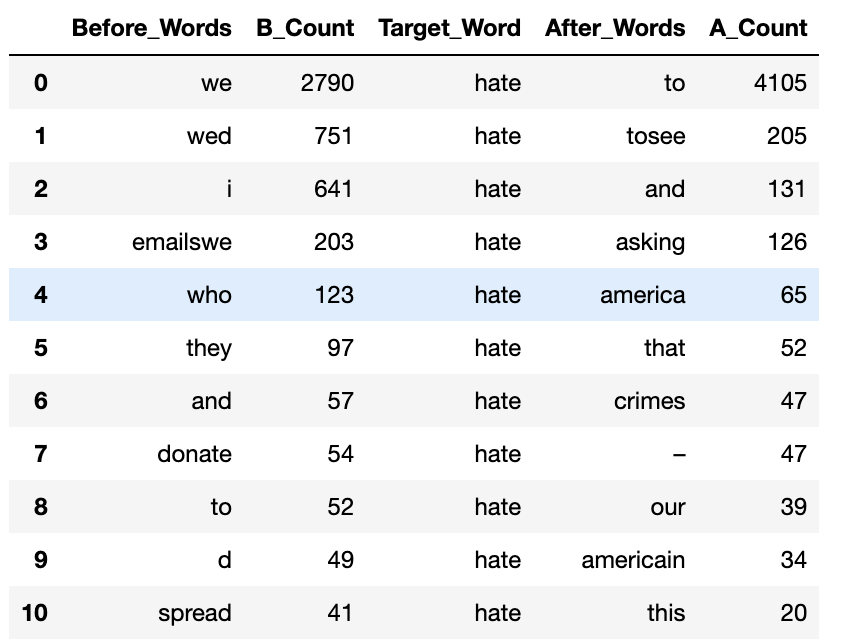 Before_Words B_Count Target_Word After_Words A_Count
0 we 2790 hate to 4105
1 wed 751 hate tosee 205
2 i 641 hate and 131
3 emailswe 203 hate asking 126
4 who 123 hate america 65
5 they 97 hate that 52
6 and 57 hate crimes 47
7 donate 54 hate – 47
8 to 52 hate our 39
9 d 49 hate americain 34
10 spread 41 hate this 20